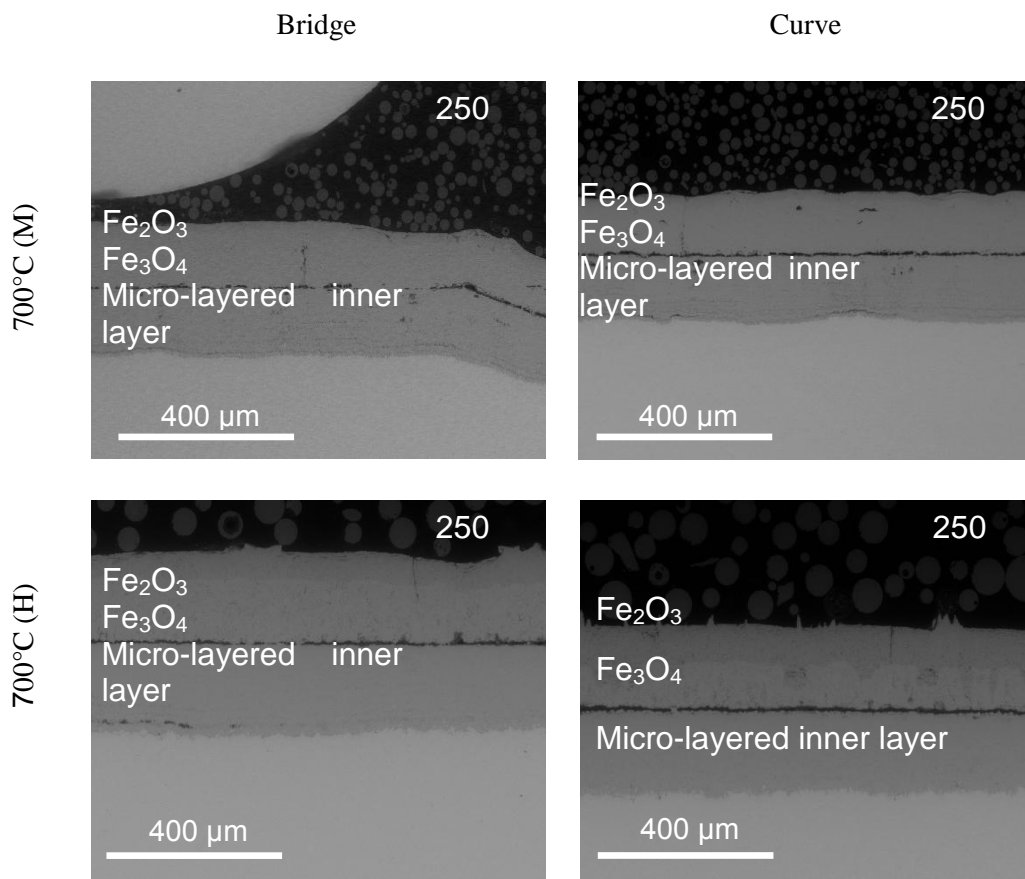 Bridge
Curve
700°C (M)
250
Fe₂O₃
Fe₃O₄
Micro-layered inner
layer
400 µm
250
Fe₂O₃
Fe₃O₄
Micro-layered inner
layer
400 µm
700°C (H)
250
Fe₂O₃
Fe₃O₄
Micro-layered inner
layer
400 µm
250
Fe₂O₃
Fe₃O₄
Micro-layered inner layer
400 µm